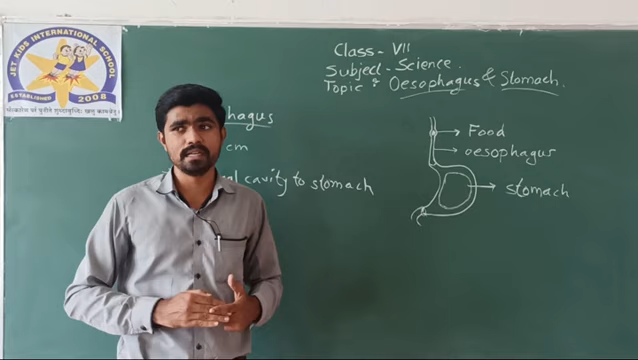 JET KIDS INTERNATIONAL SCHOOL
ESTABLISHED 2008
Class - VII
Subject - Science.
Topic : Oesophagus & Stomach.
hagus
cm
l cavity to stomach
Food
oesophagus
stomach